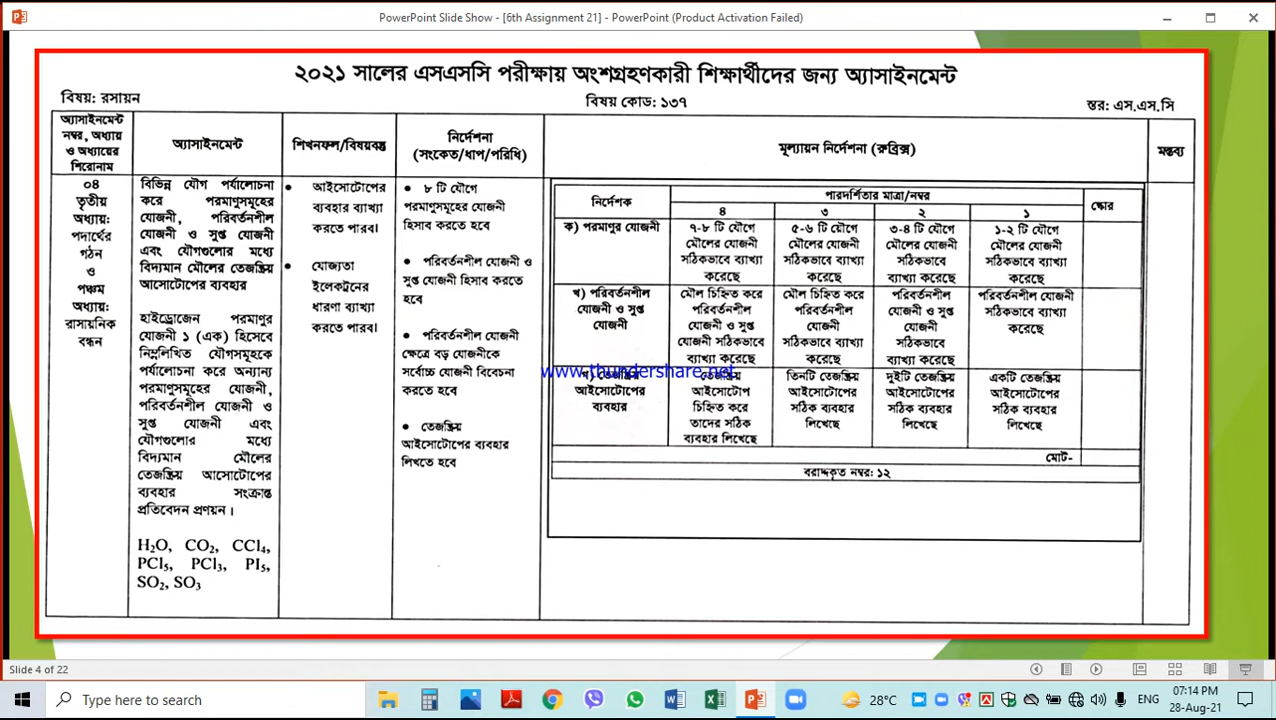 PowerPoint Slide Show - [6th Assignment 21] - PowerPoint (Product Activation Failed)
২০২১ সালের এসএসসি পরীক্ষায় অংশগ্রহণকারী শিক্ষার্থীদের জন্য অ্যাসাইনমেন্ট
বিষয়: রসায়ন
বিষয় কোড: ১৩৭
স্তর: এস.এস.সি
অ্যাসাইনমেন্ট
নম্বর, অধ্যায়
ও অধ্যায়ের
শিরোনাম
অ্যাসাইনমেন্ট
শিখনফল/বিষয়বস্তু
নির্দেশনা
(সংকেত/ধাপ/পরিধি)
মূল্যায়ন নির্দেশনা (রুব্রিক্স)
মন্তব্য
০৪
তৃতীয়
অধ্যায়:
পদার্থের
গঠন
ও
পঞ্চম
অধ্যায়:
রাসায়নিক
বন্ধন
বিভিন্ন যৌগ পর্যালোচনা
করে পরমাণুসমূহের
যোজনী, পরিবর্তনশীল
যোজনী ও সুপ্ত যোজনী
এবং যৌগগুলোর মধ্যে
বিদ্যমান মৌলের তেজস্ক্রিয়
আসোটোপের ব্যবহার
হাইড্রোজেন পরমাণুর
যোজনী ১ (এক) হিসেবে
নিম্নলিখিত যৌগসমূহকে
পর্যালোচনা করে অন্যান্য
পরমাণুসমূহের যোজনী,
পরিবর্তনশীল যোজনী ও
সুপ্ত যোজনী এবং
যৌগগুলোর মধ্যে
বিদ্যমান মৌলের
তেজস্ক্রিয় আসোটোপের
ব্যবহার সংক্রান্ত
প্রতিবেদন প্রণয়ন।
H₂O, CO₂, CCl₄,
PCl₅, PCl₃, PI₅,
SO₂, SO₃
• আইসোটোপের
ব্যবহার ব্যাখ্যা
করতে পারব।
• যোজ্যতা
ইলেকট্রনের
ধারণা ব্যাখ্যা
করতে পারব।
• ৮ টি যৌগে
পরমাণুসমূহের যোজনী
হিসাব করতে হবে
• পরিবর্তনশীল যোজনী ও
সুপ্ত যোজনী হিসাব করতে
হবে
• পরিবর্তনশীল যোজনী
ক্ষেত্রে বড় যোজনীকে
সর্বোচ্চ যোজনী বিবেচনা
করতে হবে
• তেজস্ক্রিয়
আইসোটোপের ব্যবহার
লিখতে হবে
নির্দেশক
পারদর্শিতার মাত্রা/নম্বর
স্কোর
৪ ৩ ২ ১
ক) পরমাণুর যোজনী
৭-৮ টি যৌগে
মৌলের যোজনী
সঠিকভাবে ব্যাখ্যা
করেছে
৫-৬ টি যৌগে
মৌলের যোজনী
সঠিকভাবে ব্যাখ্যা
করেছে
৩-৪ টি যৌগে
মৌলের যোজনী
সঠিকভাবে
ব্যাখ্যা করেছে
১-২ টি যৌগে
মৌলের যোজনী
সঠিকভাবে ব্যাখ্যা
করেছে
খ) পরিবর্তনশীল
যোজনী ও সুপ্ত
যোজনী
মৌল চিহ্নিত করে
পরিবর্তনশীল
যোজনী ও সুপ্ত
যোজনী সঠিকভাবে
ব্যাখ্যা করেছে
মৌল চিহ্নিত করে
পরিবর্তনশীল
যোজনী
সঠিকভাবে ব্যাখ্যা
করেছে
পরিবর্তনশীল
যোজনী ও সুপ্ত
যোজনী
সঠিকভাবে
ব্যাখ্যা করেছে
পরিবর্তনশীল যোজনী
সঠিকভাবে ব্যাখ্যা
করেছে
www.thundershare.net
তেজস্ক্রিয়
আইসোটোপের
ব্যবহার
তেজস্ক্রিয়
আইসোটোপ
চিহ্নিত করে
তাদের সঠিক
ব্যবহার লিখেছে
তিনটি তেজস্ক্রিয়
আইসোটোপের
সঠিক ব্যবহার
লিখেছে
দুইটি তেজস্ক্রিয়
আইসোটোপের
সঠিক ব্যবহার
লিখেছে
একটি তেজস্ক্রিয়
আইসোটোপের
সঠিক ব্যবহার
লিখেছে
মোট-
বরাদ্দকৃত নম্বর: ১২
Slide 4 of 22
Type here to search
28°C
ENG
07:14 PM
28-Aug-21